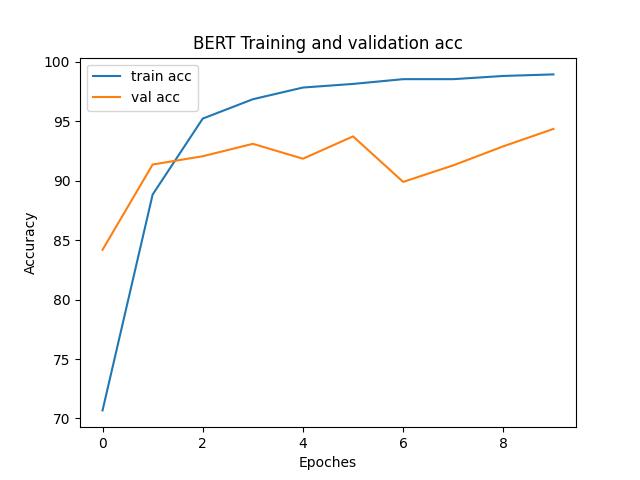 BERT Training and validation acc
train acc
val acc
Accuracy
100
95
90
85
80
75
70
0 2 4 6 8
Epoches